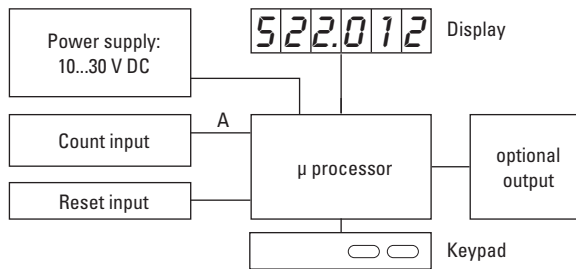 Power supply:
10...30 V DC
522.012
Display
A
Count input
µ processor
optional
output
Reset input
Keypad